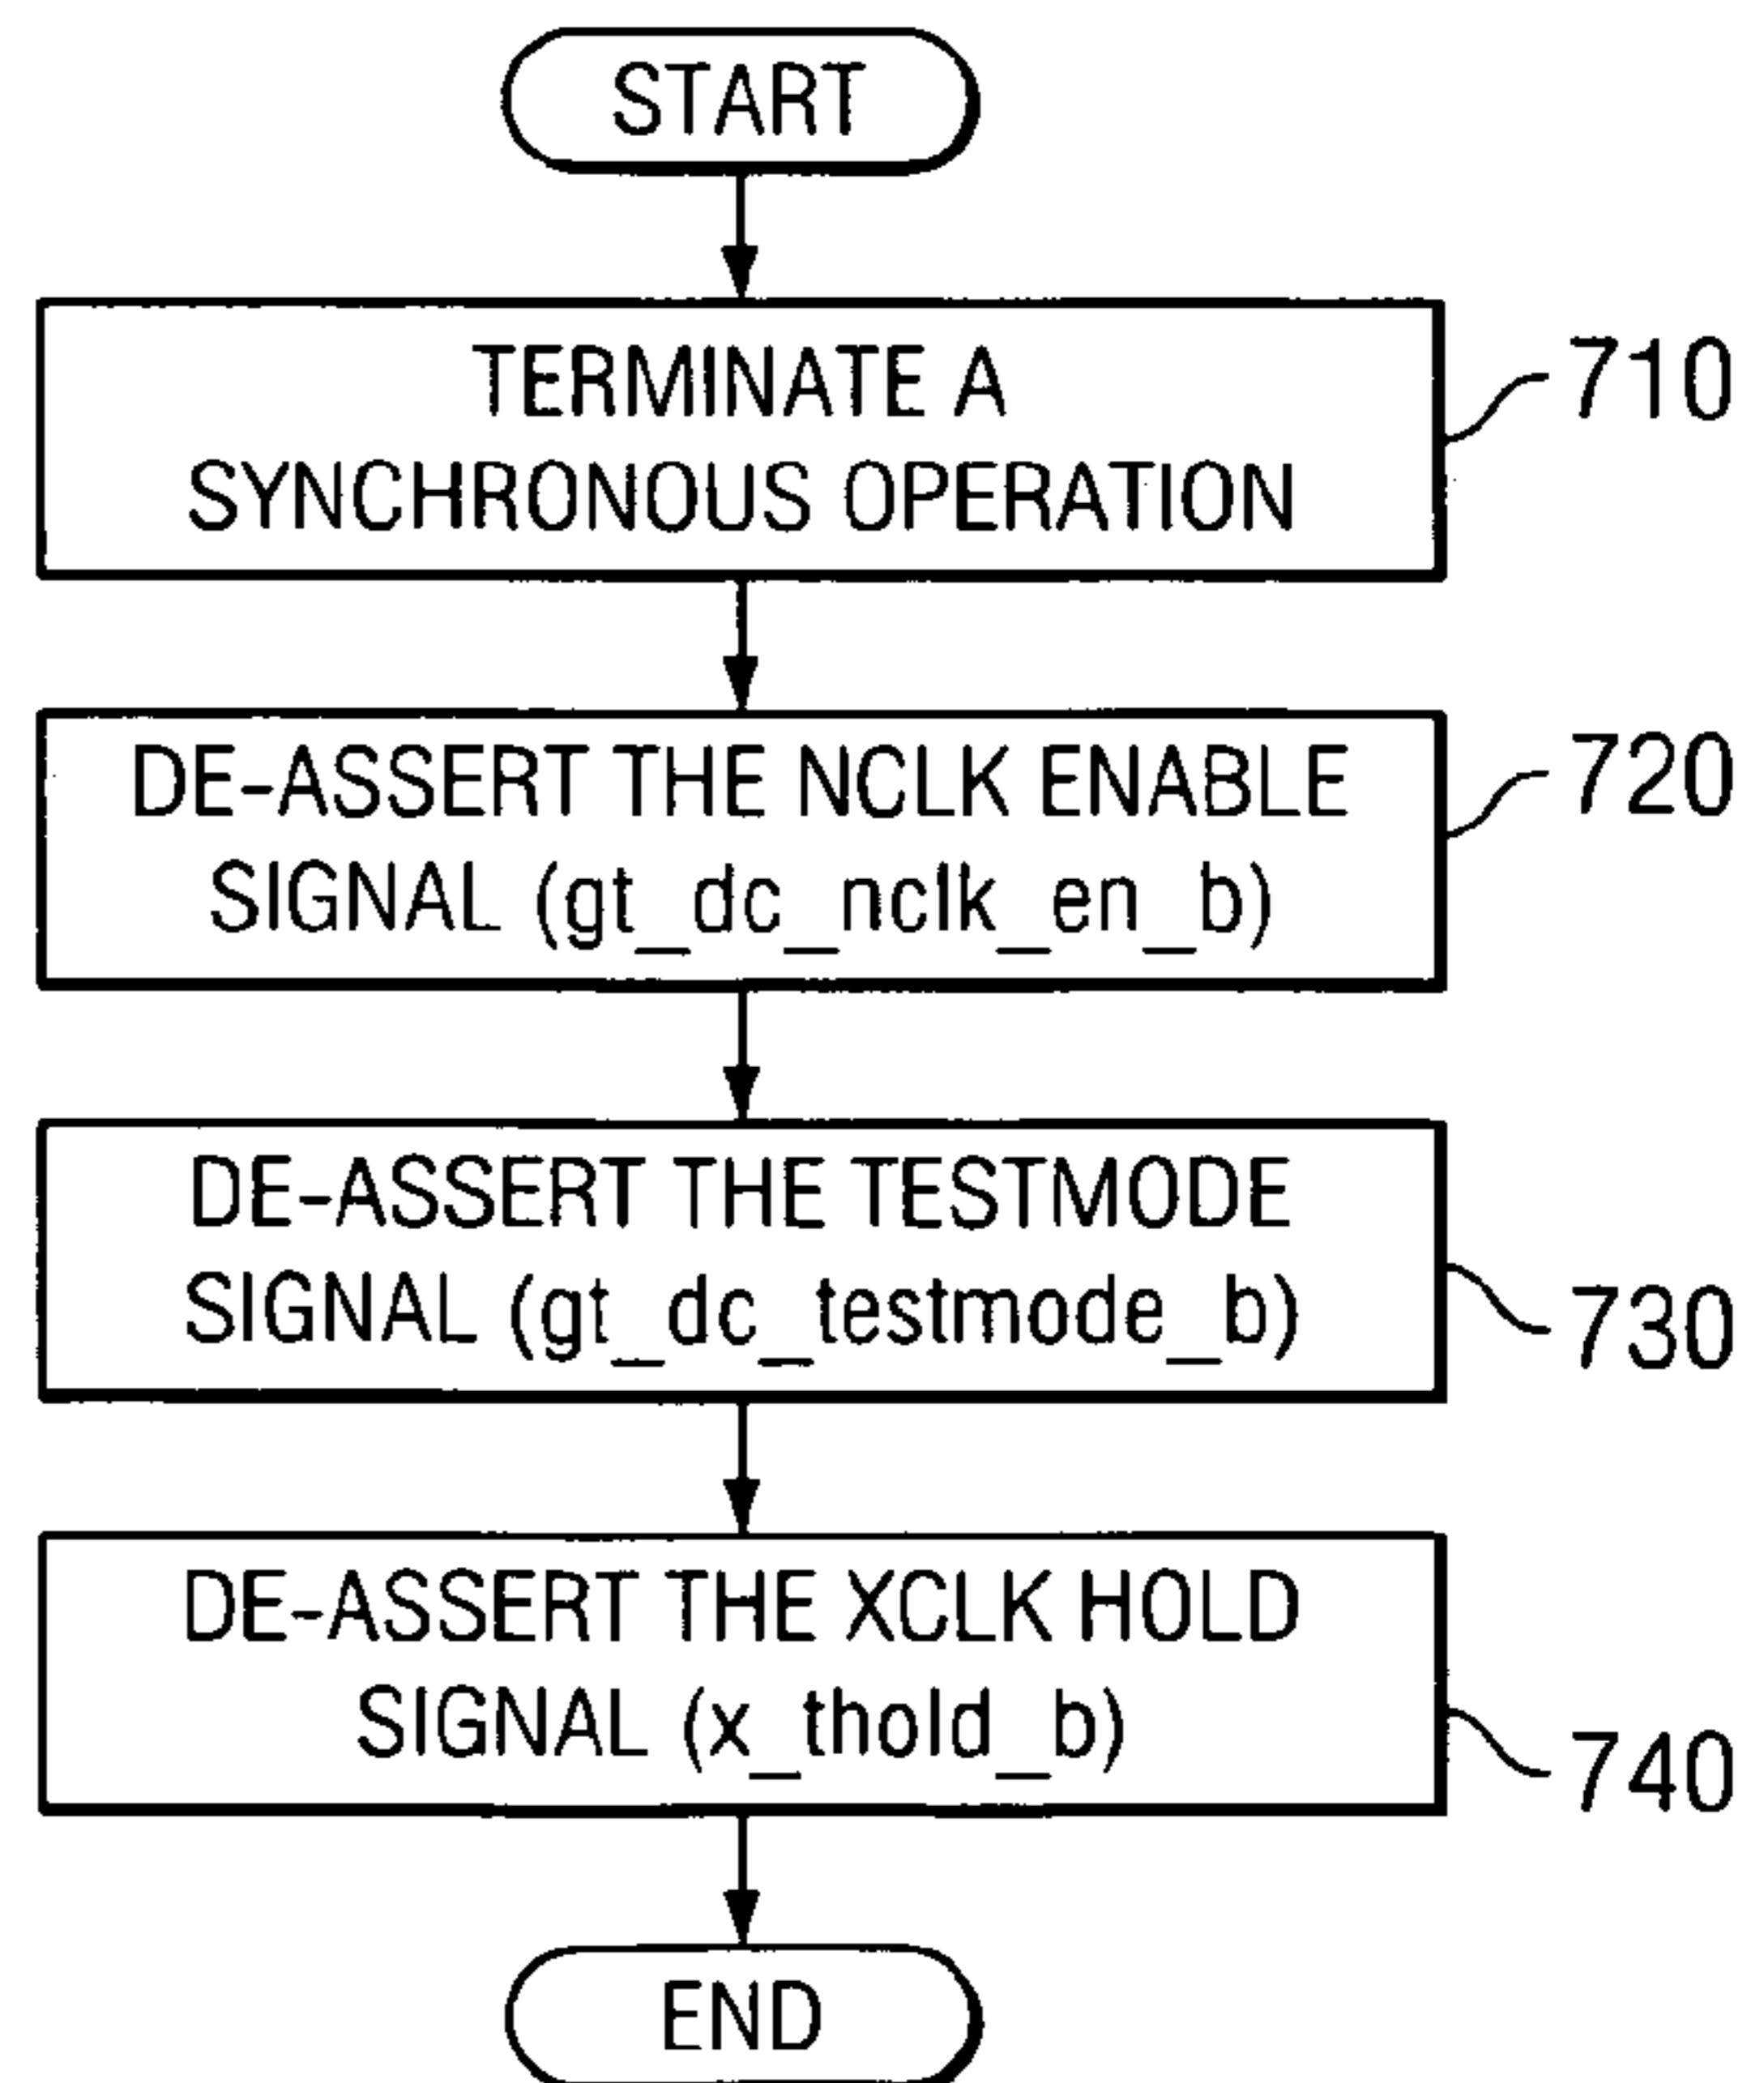 START
TERMINATE A
SYNCHRONOUS OPERATION
710
DE-ASSERT THE NCLK ENABLE
SIGNAL (gt_dc_nclk_en_b)
720
DE-ASSERT THE TESTMODE
SIGNAL (gt_dc_testmode_b)
730
DE-ASSERT THE XCLK HOLD
SIGNAL (x_thold_b)
740
END